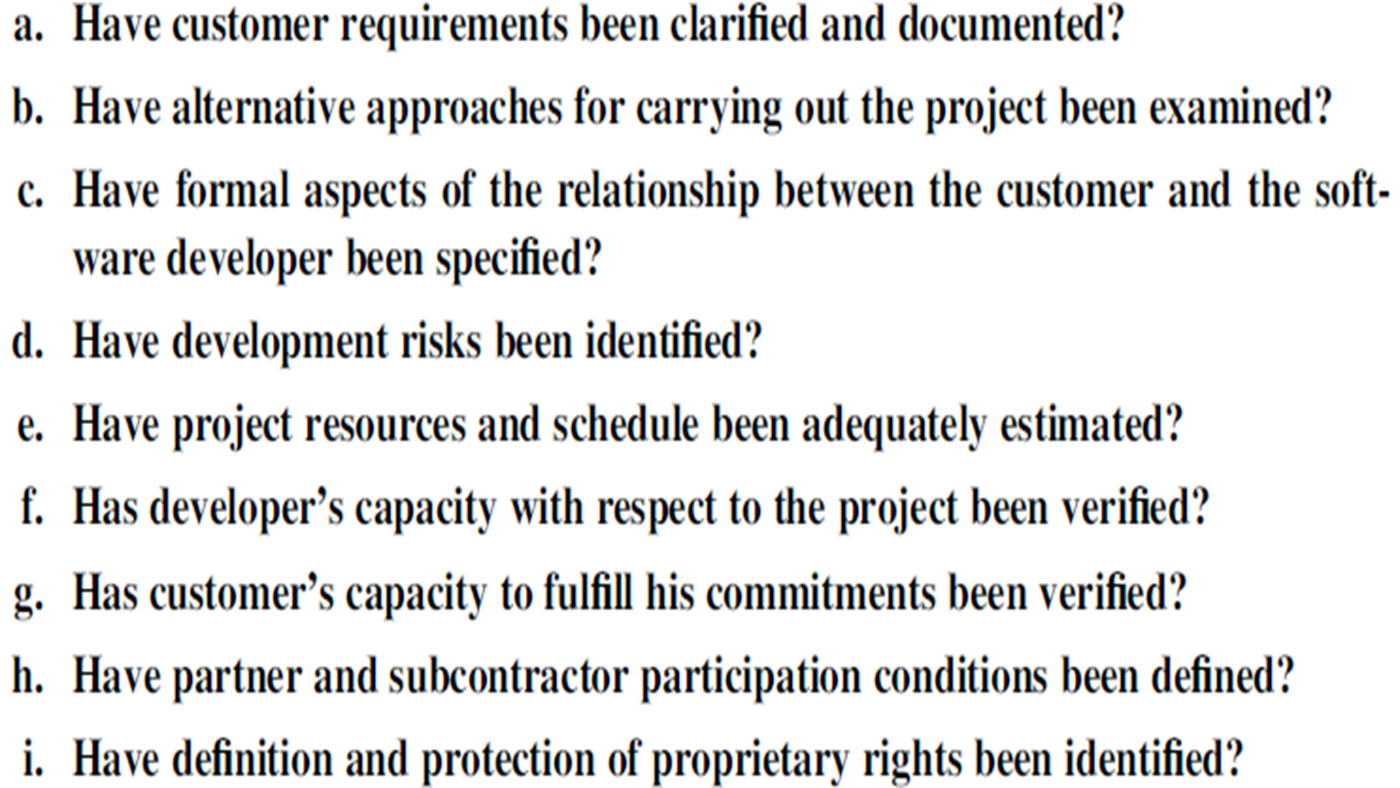 a. Have customer requirements been clarified and documented?
b. Have alternative approaches for carrying out the project been examined?
c. Have formal aspects of the relationship between the customer and the soft-
ware developer been specified?
d. Have development risks been identified?
e. Have project resources and schedule been adequately estimated?
f. Has developer’s capacity with respect to the project been verified?
g. Has customer’s capacity to fulfill his commitments been verified?
h. Have partner and subcontractor participation conditions been defined?
i. Have definition and protection of proprietary rights been identified?